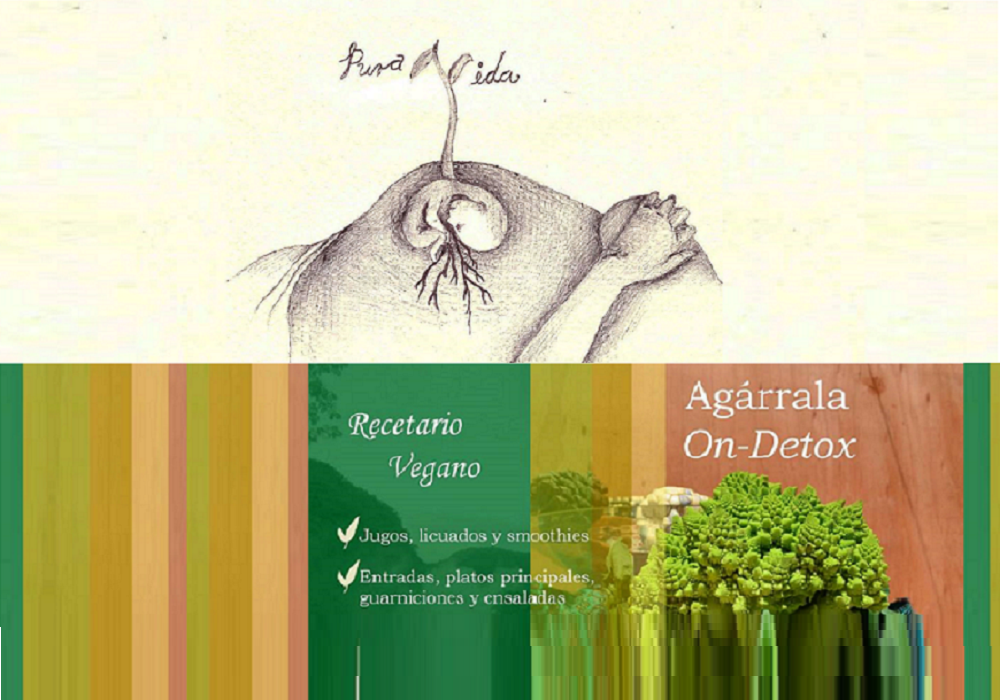 Pura Vida
Agárrala
On-Detox
Recetario
Vegano
Jugos, licuados y smoothies
Entradas, platos principales,
guarniciones y ensaladas